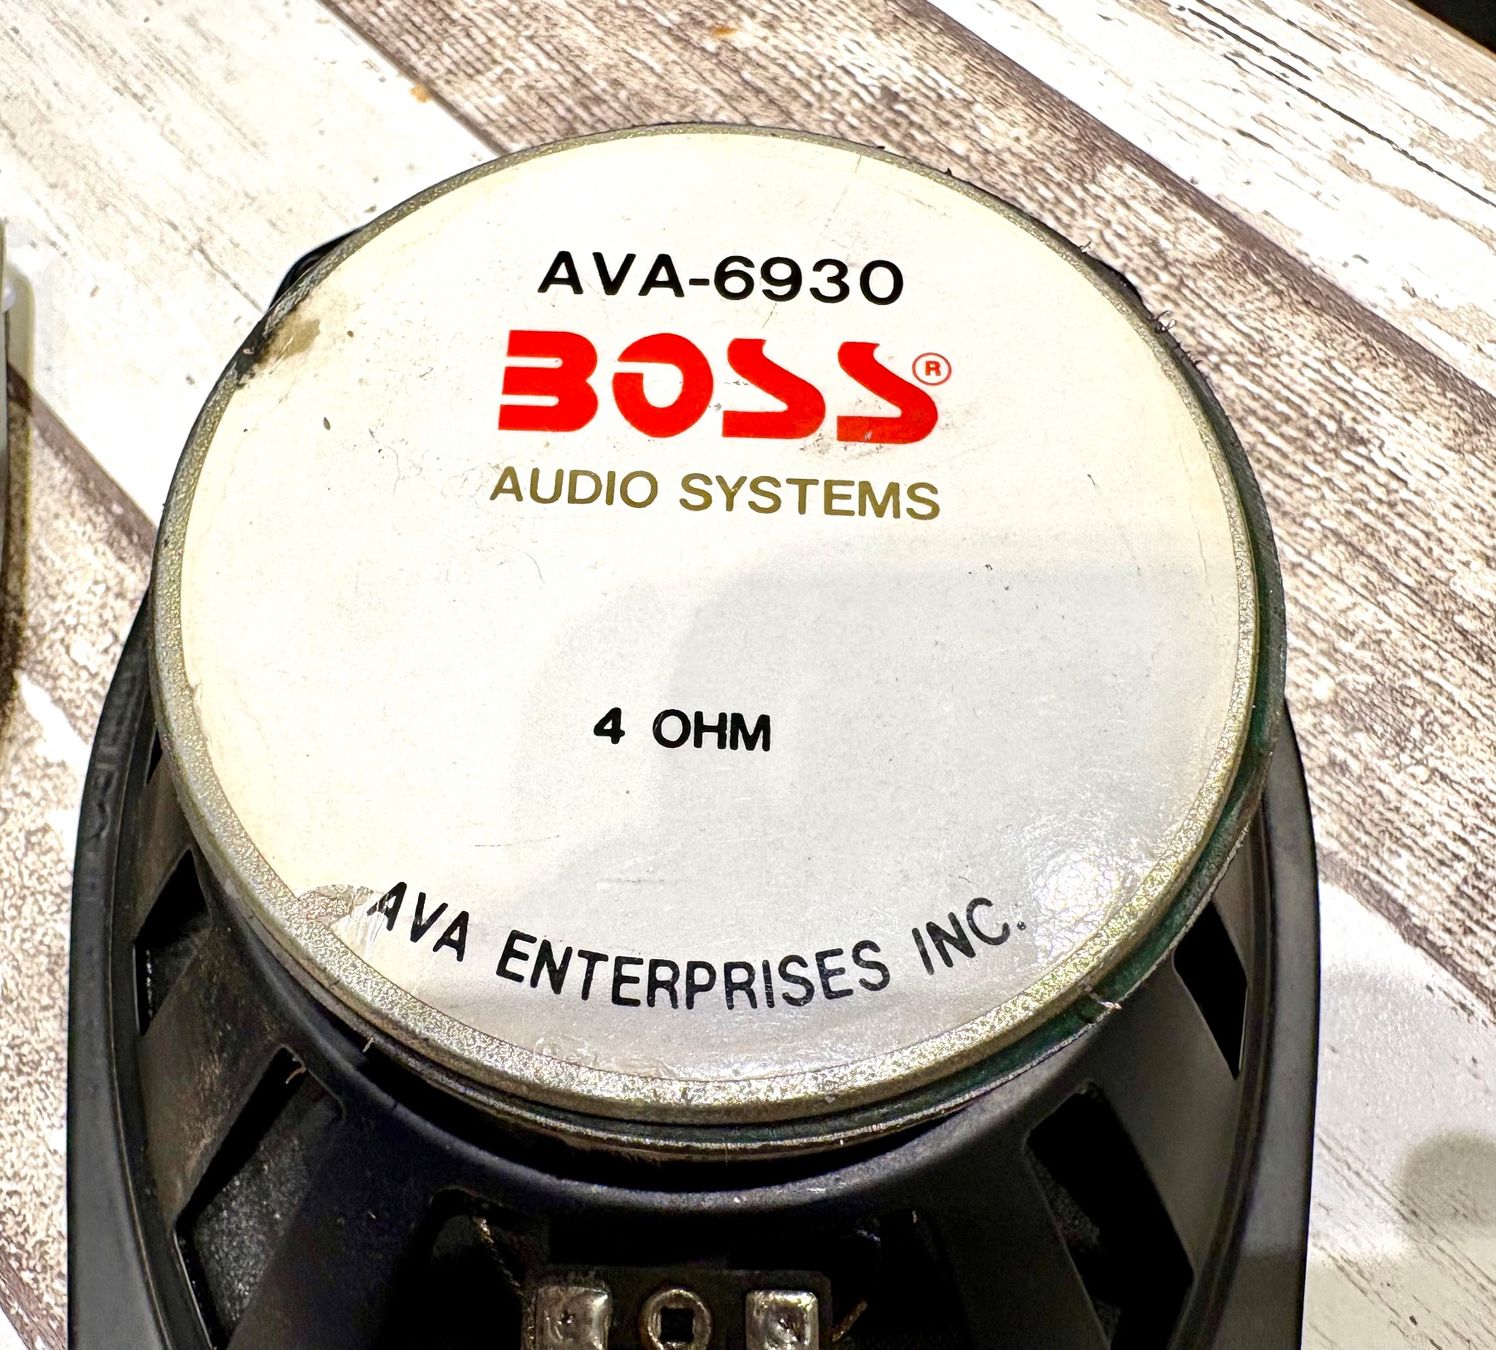 AVA-6930
BOSS®
AUDIO SYSTEMS
4 OHM
AVA ENTERPRISES INC.